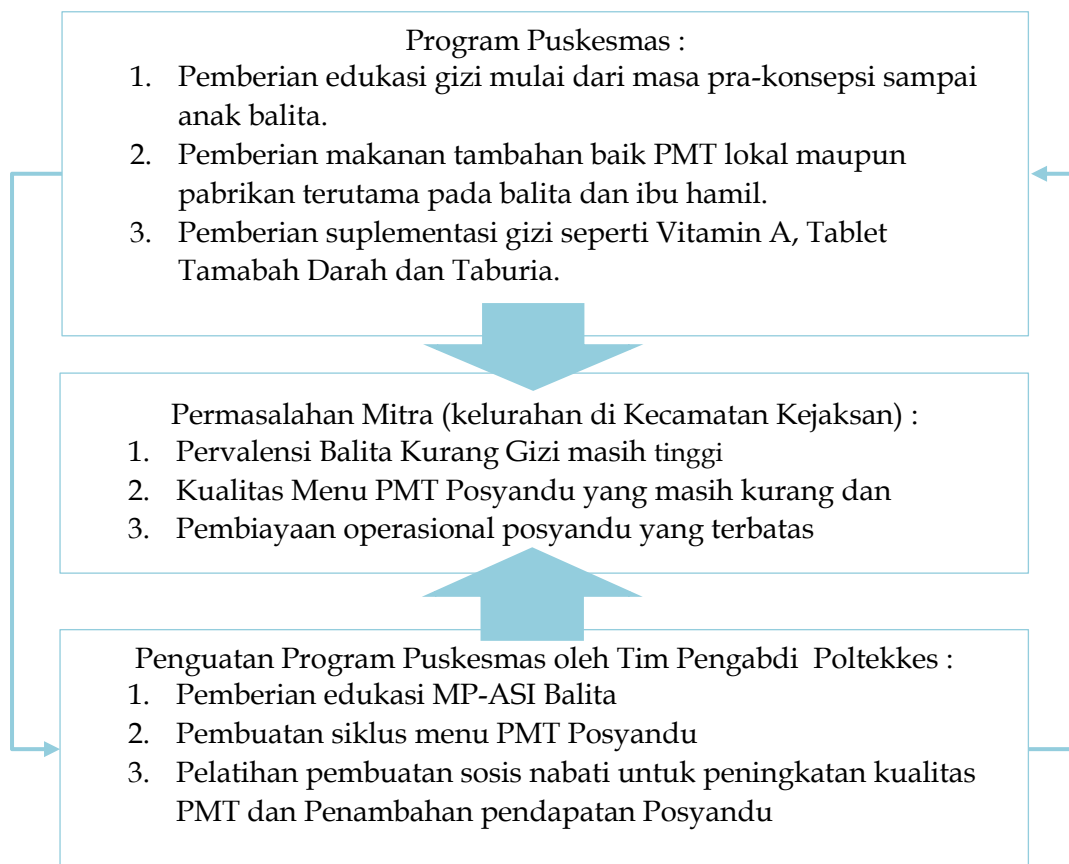 Program Puskesmas :
1. Pemberian edukasi gizi mulai dari masa pra-konsepsi sampai
anak balita.
2. Pemberian makanan tambahan baik PMT lokal maupun
pabrikan terutama pada balita dan ibu hamil.
3. Pemberian suplementasi gizi seperti Vitamin A, Tablet
Tamabah Darah dan Taburia.
Permasalahan Mitra (kelurahan di Kecamatan Kejaksan) :
1. Pervalensi Balita Kurang Gizi masih tinggi
2. Kualitas Menu PMT Posyandu yang masih kurang dan
3. Pembiayaan operasional posyandu yang terbatas
Penguatan Program Puskesmas oleh Tim Pengabdi Poltekkes :
1. Pemberian edukasi MP-ASI Balita
2. Pembuatan siklus menu PMT Posyandu
3. Pelatihan pembuatan sosis nabati untuk peningkatan kualitas
PMT dan Penambahan pendapatan Posyandu